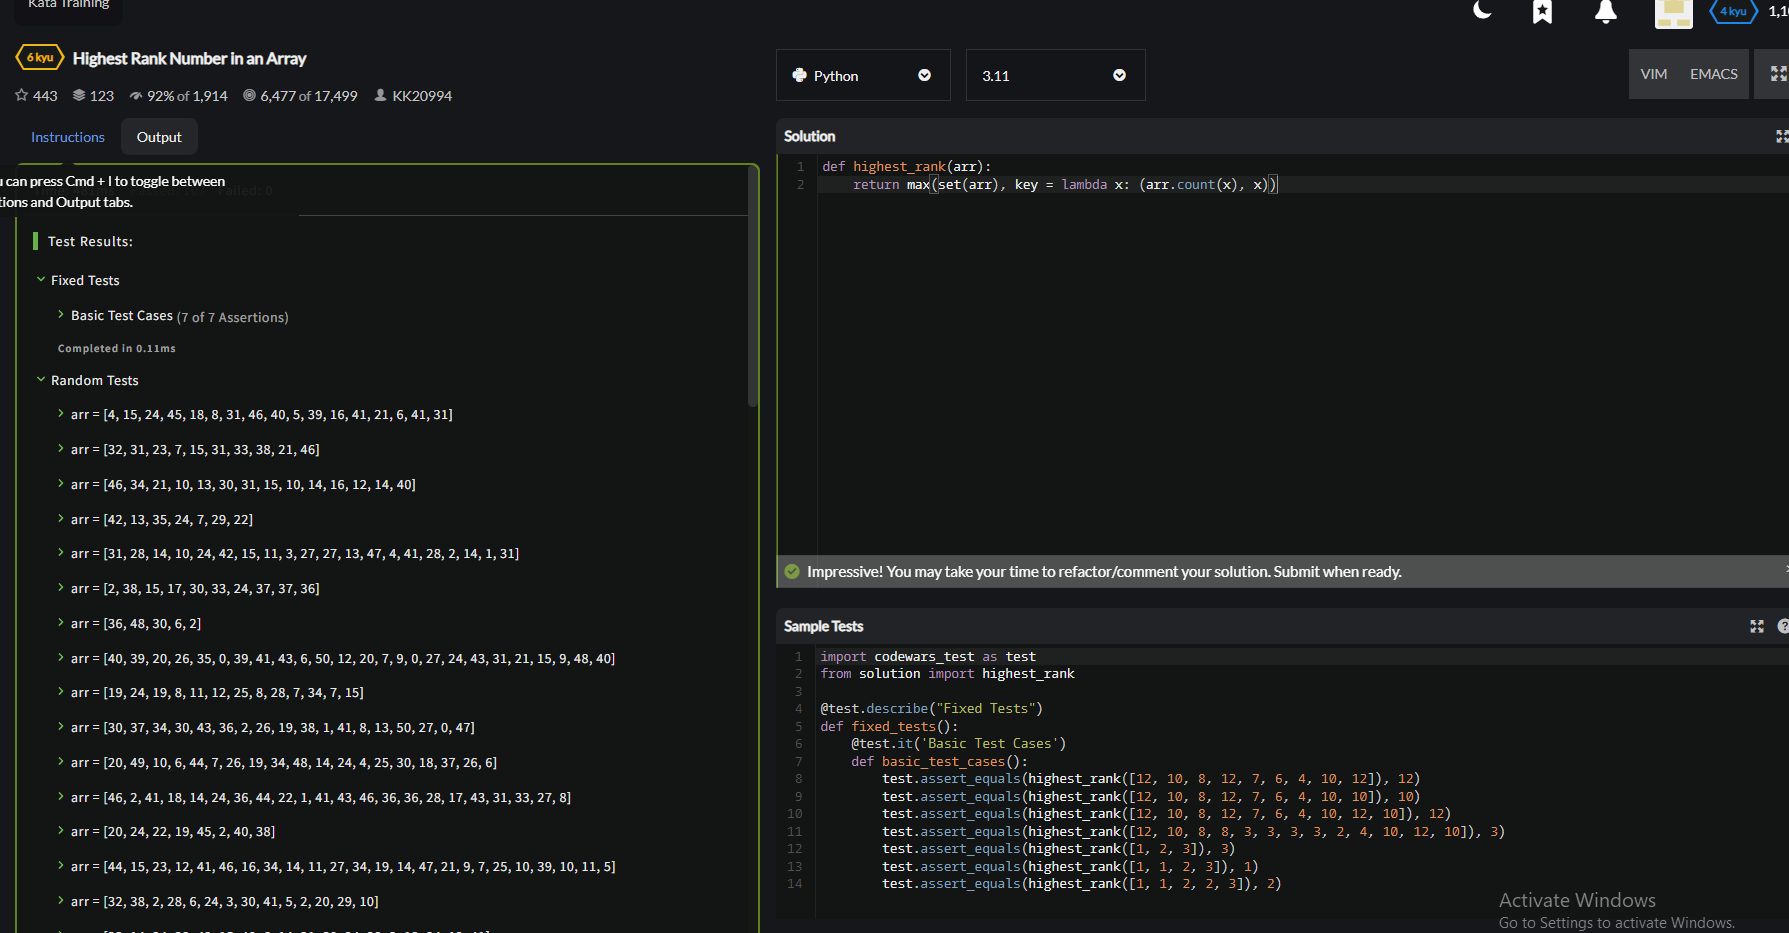 Kata Training
4 kyu
6 kyu Highest Rank Number in an Array
443 123 92% of 1,914 6,477 of 17,499 KK20994
Instructions Output
can press Cmd + I to toggle between
and Output tabs.
Test Results:
Fixed Tests
Basic Test Cases (7 of 7 Assertions)
Completed in 0.11ms
Random Tests
arr = [4, 15, 24, 45, 18, 8, 31, 46, 40, 5, 39, 16, 41, 21, 6, 41, 31]
arr = [32, 31, 23, 7, 15, 31, 33, 38, 21, 46]
arr = [46, 34, 21, 10, 13, 30, 31, 15, 10, 14, 16, 12, 14, 40]
arr = [42, 13, 35, 24, 7, 29, 22]
arr = [31, 28, 14, 10, 24, 42, 15, 11, 3, 27, 27, 13, 47, 4, 41, 28, 2, 14, 1, 31]
arr = [2, 38, 15, 17, 30, 33, 24, 37, 37, 36]
arr = [36, 48, 30, 6, 2]
arr = [40, 39, 20, 26, 35, 0, 39, 41, 43, 6, 50, 12, 20, 7, 9, 0, 27, 24, 43, 31, 21, 15, 9, 48, 40]
arr = [19, 24, 19, 8, 11, 12, 25, 8, 28, 7, 34, 7, 15]
arr = [30, 37, 34, 30, 43, 36, 2, 26, 19, 38, 1, 41, 8, 13, 50, 27, 0, 47]
arr = [20, 49, 10, 6, 44, 7, 26, 19, 34, 48, 14, 24, 4, 25, 30, 18, 37, 26, 6]
arr = [46, 2, 41, 18, 14, 24, 36, 44, 22, 1, 41, 43, 46, 36, 36, 28, 17, 43, 31, 33, 27, 8]
arr = [20, 24, 22, 19, 45, 2, 40, 38]
arr = [44, 15, 23, 12, 41, 46, 16, 34, 14, 11, 27, 34, 19, 14, 47, 21, 9, 7, 25, 10, 39, 10, 11, 5]
arr = [32, 38, 2, 28, 6, 24, 3, 30, 41, 5, 2, 20, 29, 10]
Python 3.11 VIM EMACS
Solution
1 def highest_rank(arr):
2 return max(set(arr), key = lambda x: (arr.count(x), x))
Impressive! You may take your time to refactor/comment your solution. Submit when ready.
Sample Tests
1 import codewars_test as test
2 from solution import highest_rank
3
4 @test.describe("Fixed Tests")
5 def fixed_tests():
6 @test.it('Basic Test Cases')
7 def basic_test_cases():
8 test.assert_equals(highest_rank([12, 10, 8, 12, 7, 6, 4, 10, 12]), 12)
9 test.assert_equals(highest_rank([12, 10, 8, 12, 7, 6, 4, 10, 10]), 10)
10 test.assert_equals(highest_rank([12, 10, 8, 12, 7, 6, 4, 10, 12, 10]), 12)
11 test.assert_equals(highest_rank([12, 10, 8, 8, 3, 3, 3, 3, 2, 4, 10, 12, 10]), 3)
12 test.assert_equals(highest_rank([1, 2, 3]), 3)
13 test.assert_equals(highest_rank([1, 1, 2, 3]), 1)
14 test.assert_equals(highest_rank([1, 1, 2, 2, 3]), 2)
Activate Windows
Go to Settings to activate Windows.